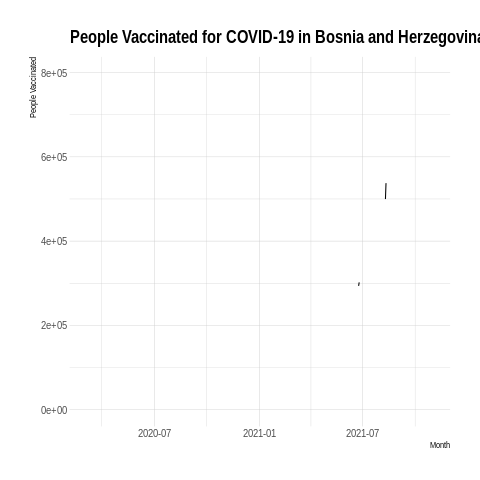 People Vaccinated for COVID-19 in Bosnia and Herzegovina
People Vaccinated
8e+05
6e+05
4e+05
2e+05
0e+00
2020-07
2021-01
2021-07
Month